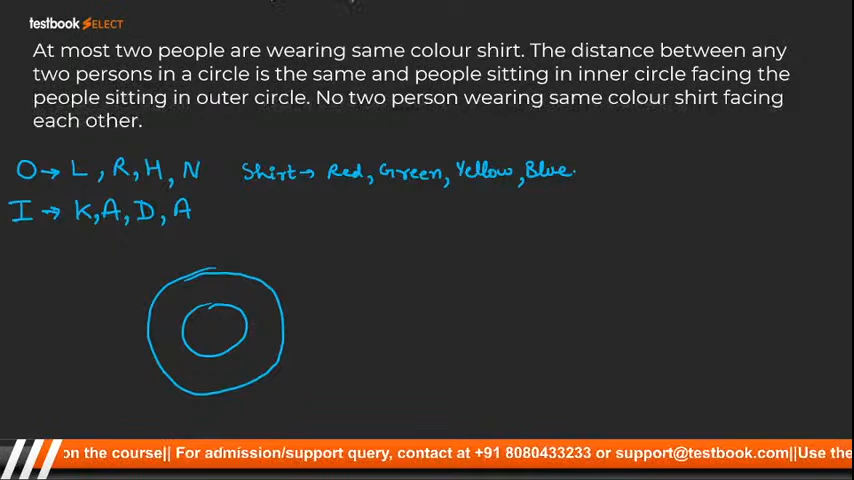 testbook SELECT
At most two people are wearing same colour shirt. The distance between any
two persons in a circle is the same and people sitting in inner circle facing the
people sitting in outer circle. No two person wearing same colour shirt facing
each other.
O→ L, R, H, N Shirt→ Red, Green, Yellow, Blue.
I→ K, A, D, A
on the course|| For admission/support query, contact at +91 8080433233 or support@testbook.com||Use the